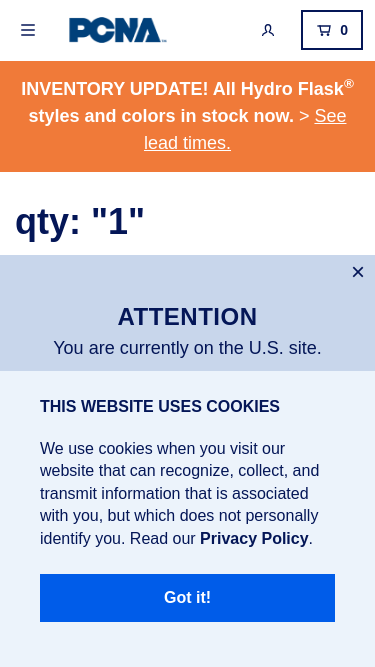 PCNA
0
INVENTORY UPDATE! All Hydro Flask®
styles and colors in stock now. > See
lead times.
qty: "1"
ATTENTION
You are currently on the U.S. site.
THIS WEBSITE USES COOKIES
We use cookies when you visit our
website that can recognize, collect, and
transmit information that is associated
with you, but which does not personally
identify you. Read our Privacy Policy.
Got it!